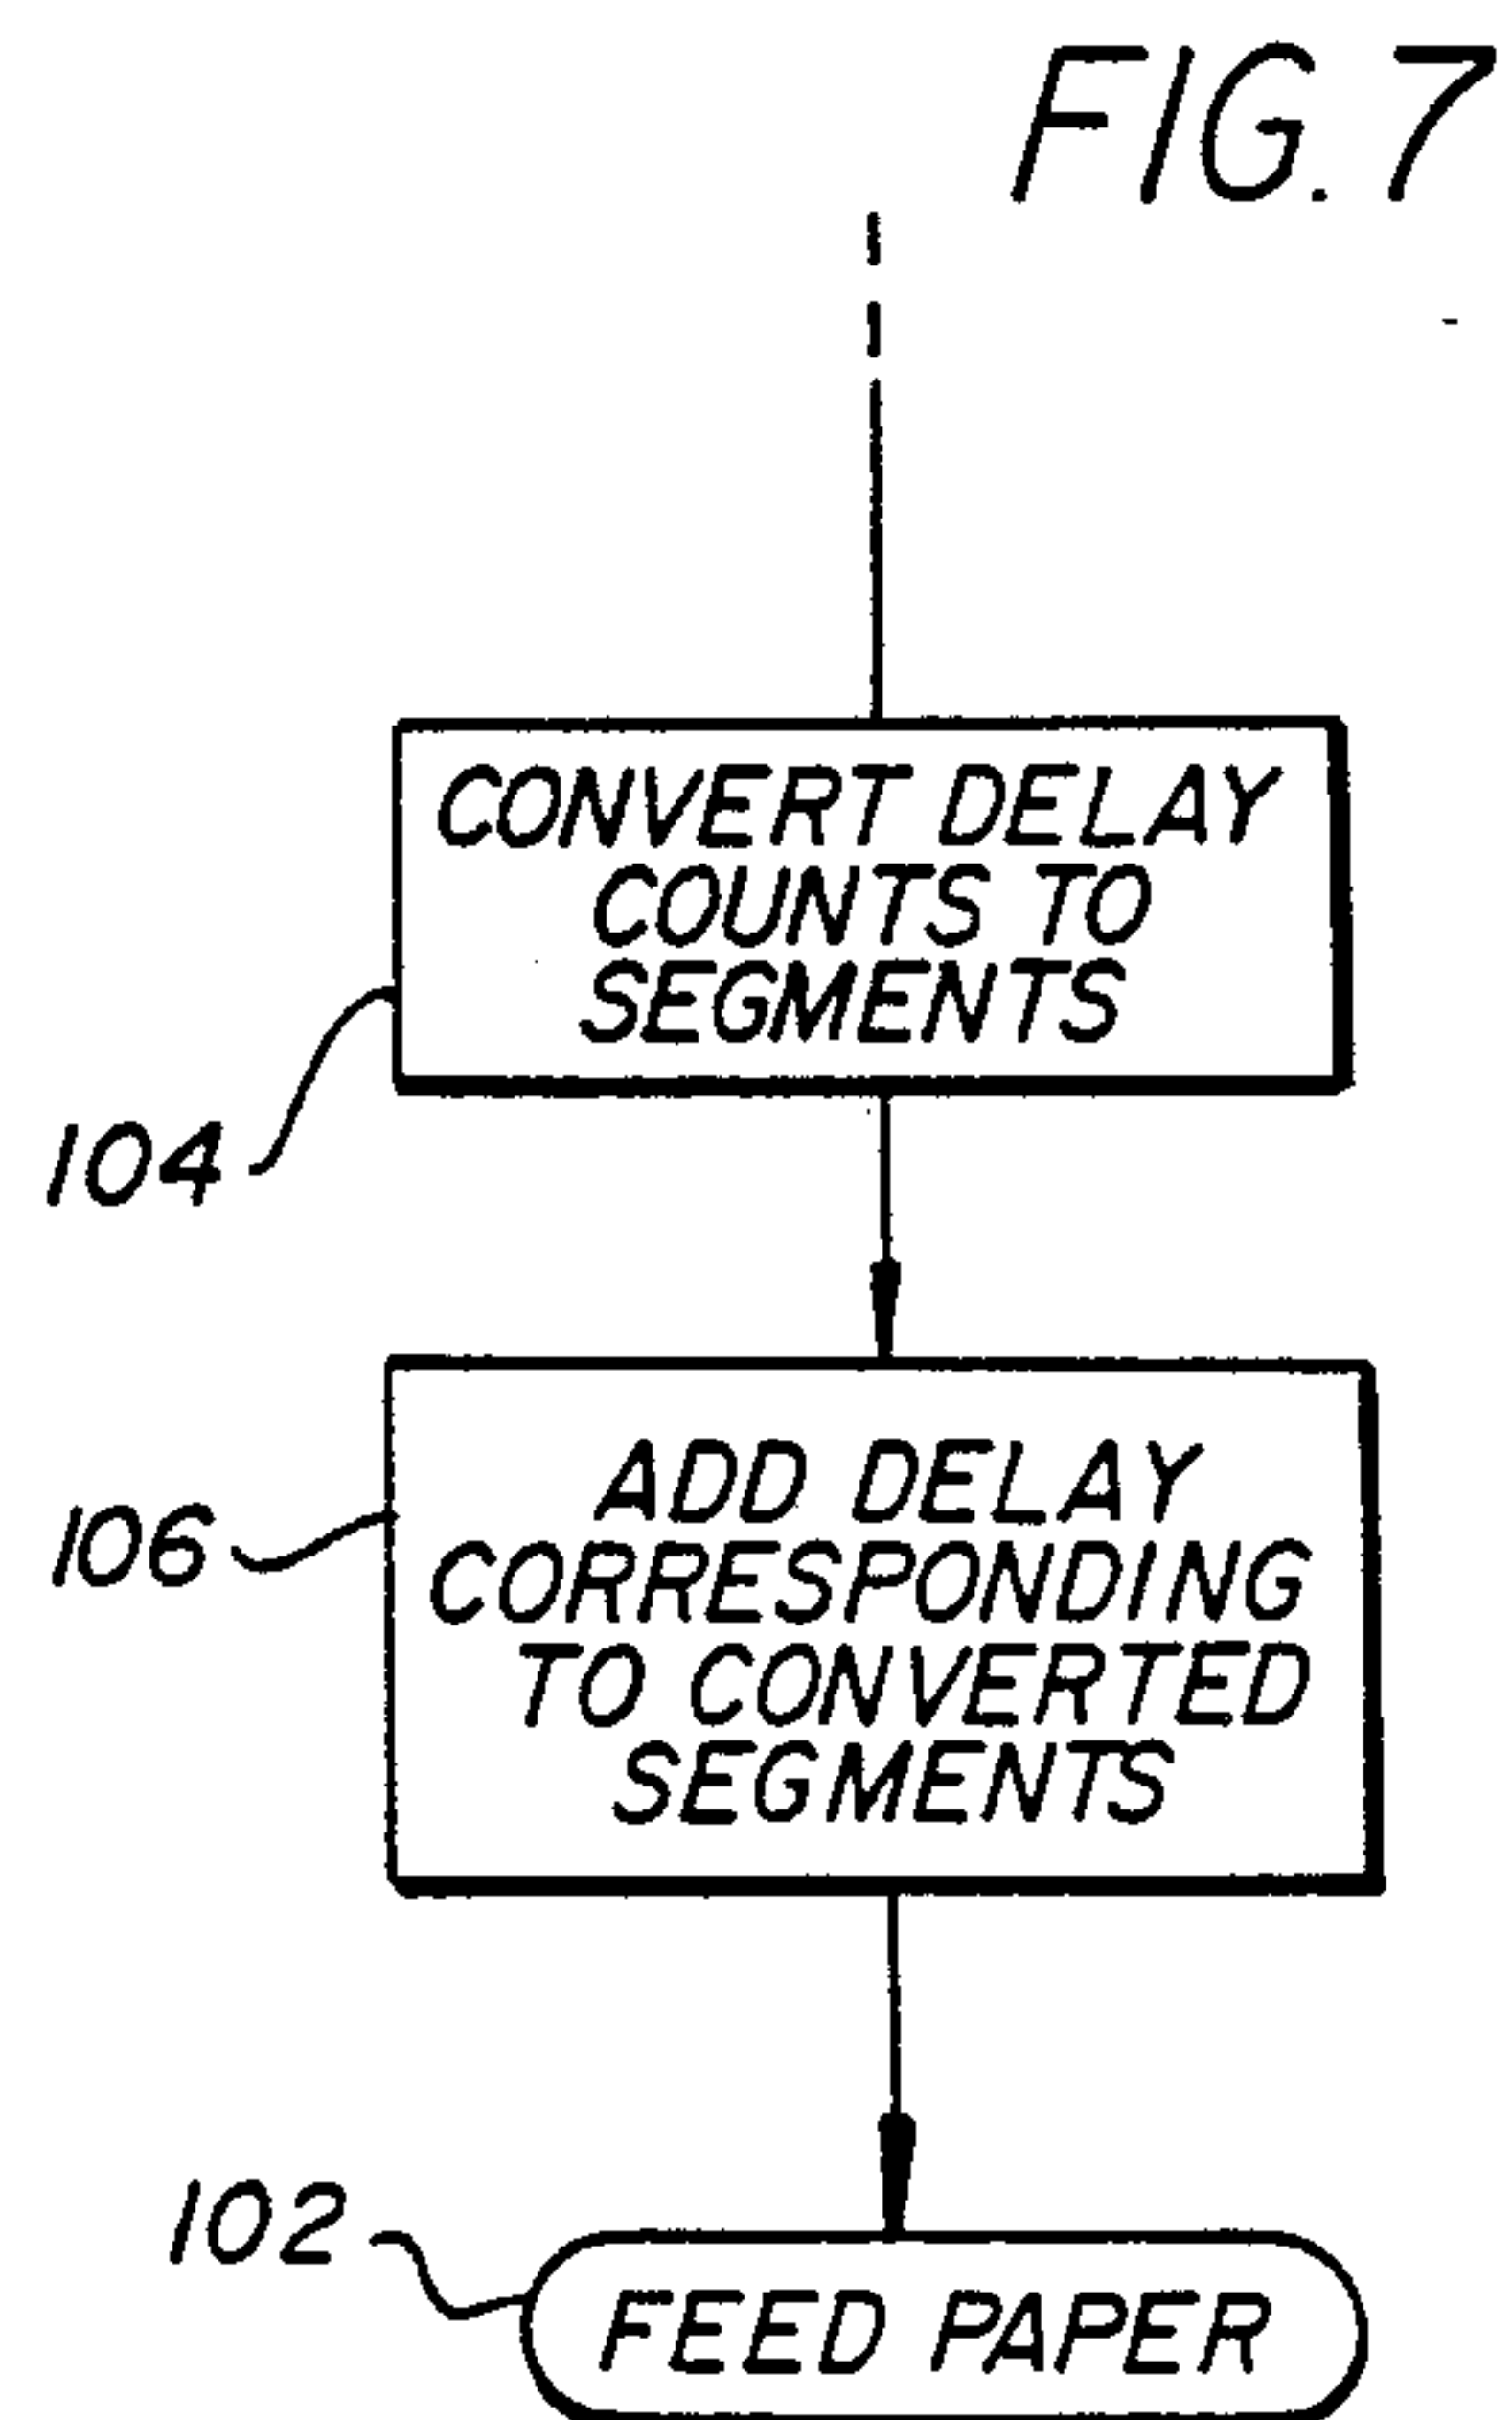 FIG. 7
CONVERT DELAY
COUNTS TO
SEGMENTS
104
ADD DELAY
CORRESPONDING
TO CONVERTED
SEGMENTS
106
102
FEED PAPER